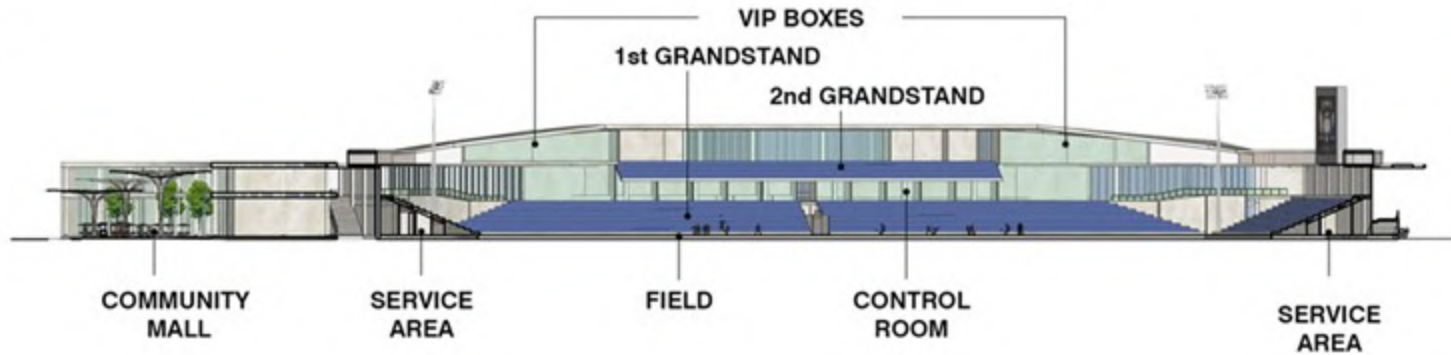 VIP BOXES
1st GRANDSTAND
2nd GRANDSTAND
COMMUNITY
MALL
SERVICE
AREA
FIELD
CONTROL
ROOM
SERVICE
AREA